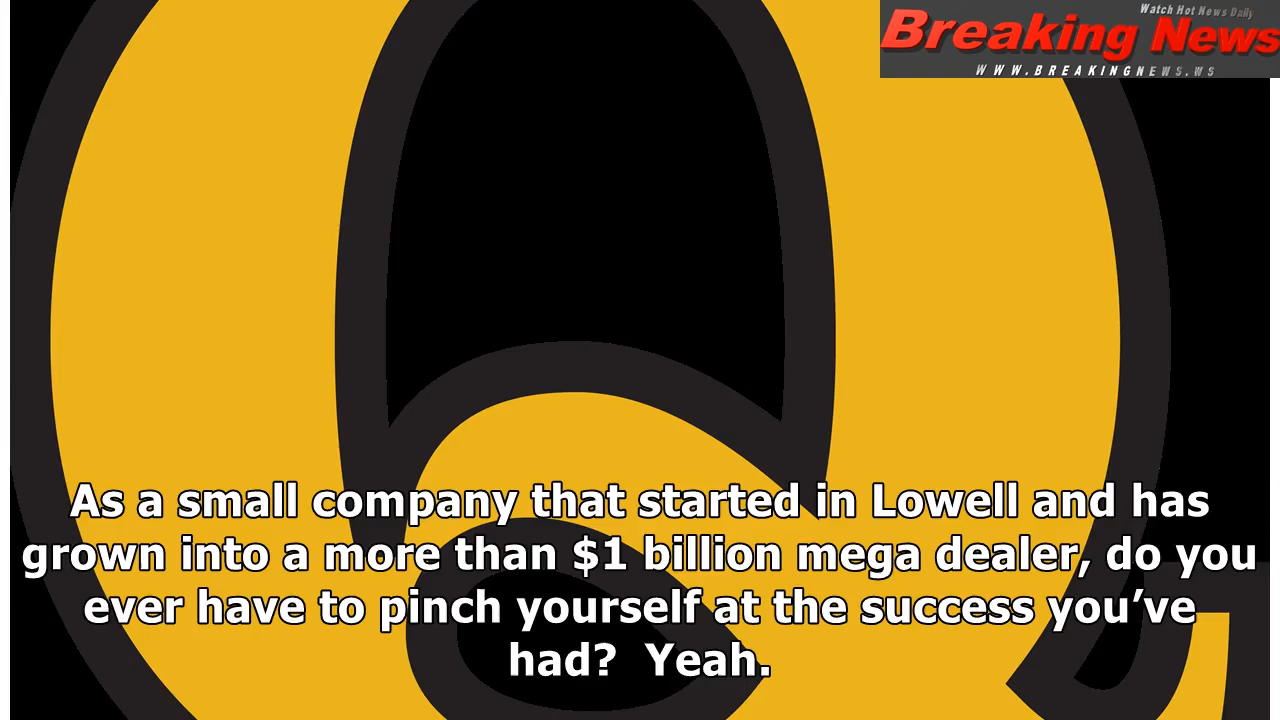 Watch Hot News Daily
Breaking News
WWW.BREAKINGNEWS.WS
As a small company that started in Lowell and has
grown into a more than $1 billion mega dealer, do you
ever have to pinch yourself at the success you’ve
had?  Yeah.